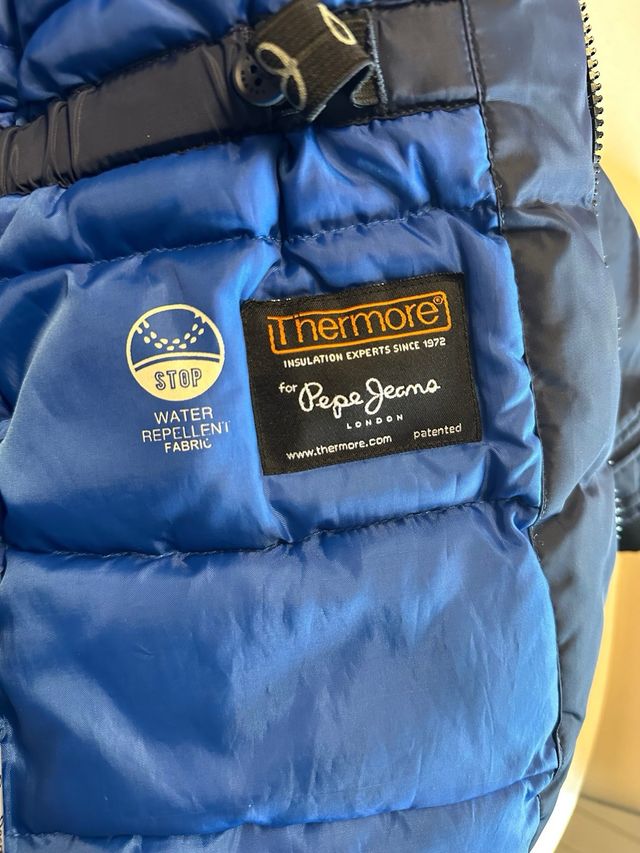 STOP
WATER
REPELLENT
FABRIC
Thermore®
INSULATION EXPERTS SINCE 1972
for Pepe Jeans
LONDON
www.thermore.com patented